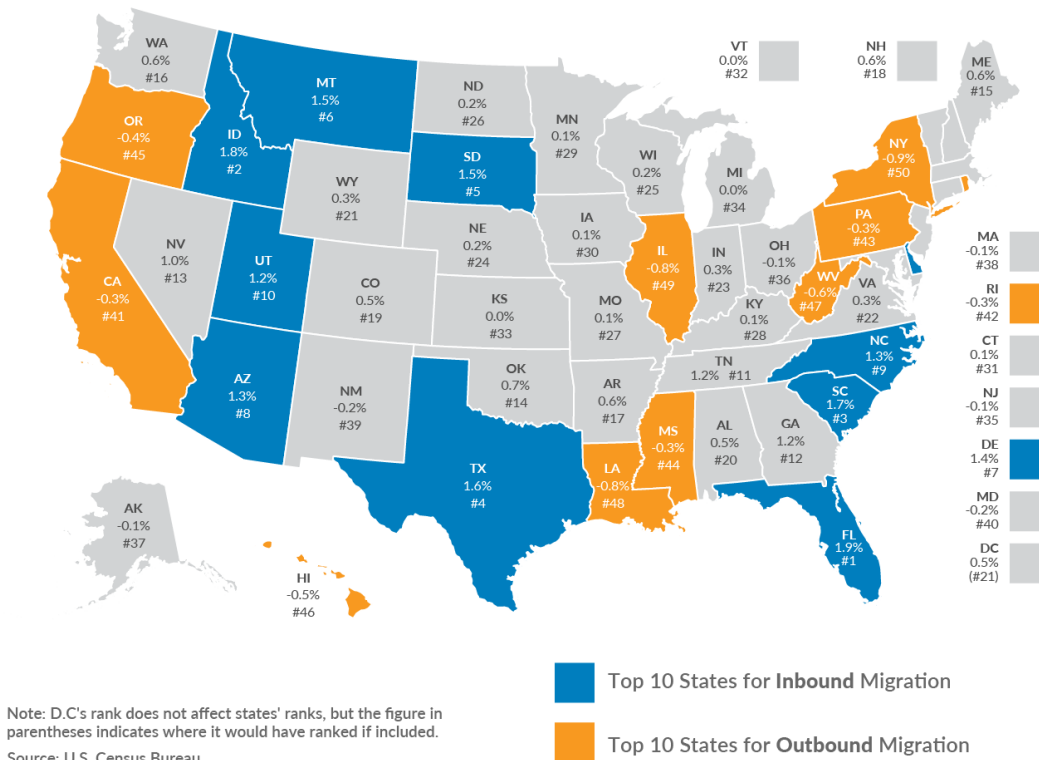 WA
0.6%
#16
MT
1.5%
#6
ND
0.2%
#26
MN
0.1%
#29
VT
0.0%
#32
NH
0.6%
#18
ME
0.6%
#15
OR
-0.4%
#45
ID
1.8%
#2
SD
1.5%
#5
WI
0.2%
#25
MI
0.0%
#34
NY
-0.9%
#50
WY
0.3%
#21
NE
0.2%
#24
IA
0.1%
#30
IL
-0.8%
#49
IN
0.3%
#23
OH
-0.1%
#36
PA
-0.3%
#43
WV
-0.6%
#47
VA
0.3%
#22
MA
-0.1%
#38
RI
-0.3%
#42
CT
0.1%
#31
NJ
-0.1%
#35
DE
1.4%
#7
MD
-0.2%
#40
DC
0.5%
(#21)
CA
-0.3%
#41
NV
1.0%
#13
UT
1.2%
#10
CO
0.5%
#19
KS
0.0%
#33
MO
0.1%
#27
KY
0.1%
#28
NC
1.3%
#9
AZ
1.3%
#8
NM
-0.2%
#39
OK
0.7%
#14
AR
0.6%
#17
TN
1.2% #11
SC
1.7%
#3
MS
-0.3%
#44
AL
0.5%
#20
GA
1.2%
#12
TX
1.6%
#4
LA
-0.8%
#48
FL
1.9%
#1
AK
-0.1%
#37
HI
-0.5%
#46
Top 10 States for Inbound Migration
Top 10 States for Outbound Migration
Note: D.C's rank does not affect states' ranks, but the figure in
parentheses indicates where it would have ranked if included.
Source: U.S. Census Bureau